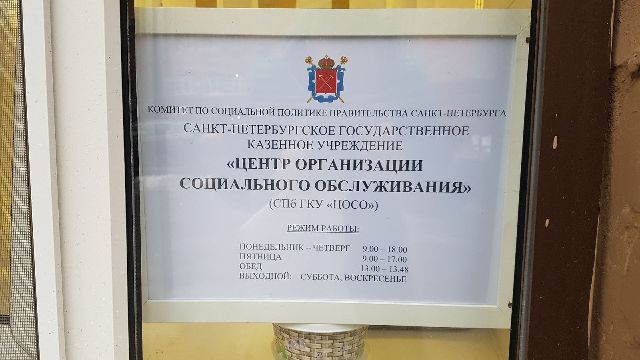 КОМИТЕТ ПО СОЦИАЛЬНОЙ ПОЛИТИКЕ ПРАВИТЕЛЬСТВА САНКТ-ПЕТЕРБУРГА
САНКТ-ПЕТЕРБУРГСКОЕ ГОСУДАРСТВЕННОЕ
КАЗЕННОЕ УЧРЕЖДЕНИЕ
«ЦЕНТР ОРГАНИЗАЦИИ
СОЦИАЛЬНОГО ОБСЛУЖИВАНИЯ»
(СПб ГКУ «ЦОСО»)
РЕЖИМ РАБОТЫ:
ПОНЕДЕЛЬНИК – ЧЕТВЕРГ 9.00 – 18.00
ПЯТНИЦА 9.00 – 17.00
ОБЕД 13.00 – 13.48
ВЫХОДНОЙ: СУББОТА, ВОСКРЕСЕНЬЕ